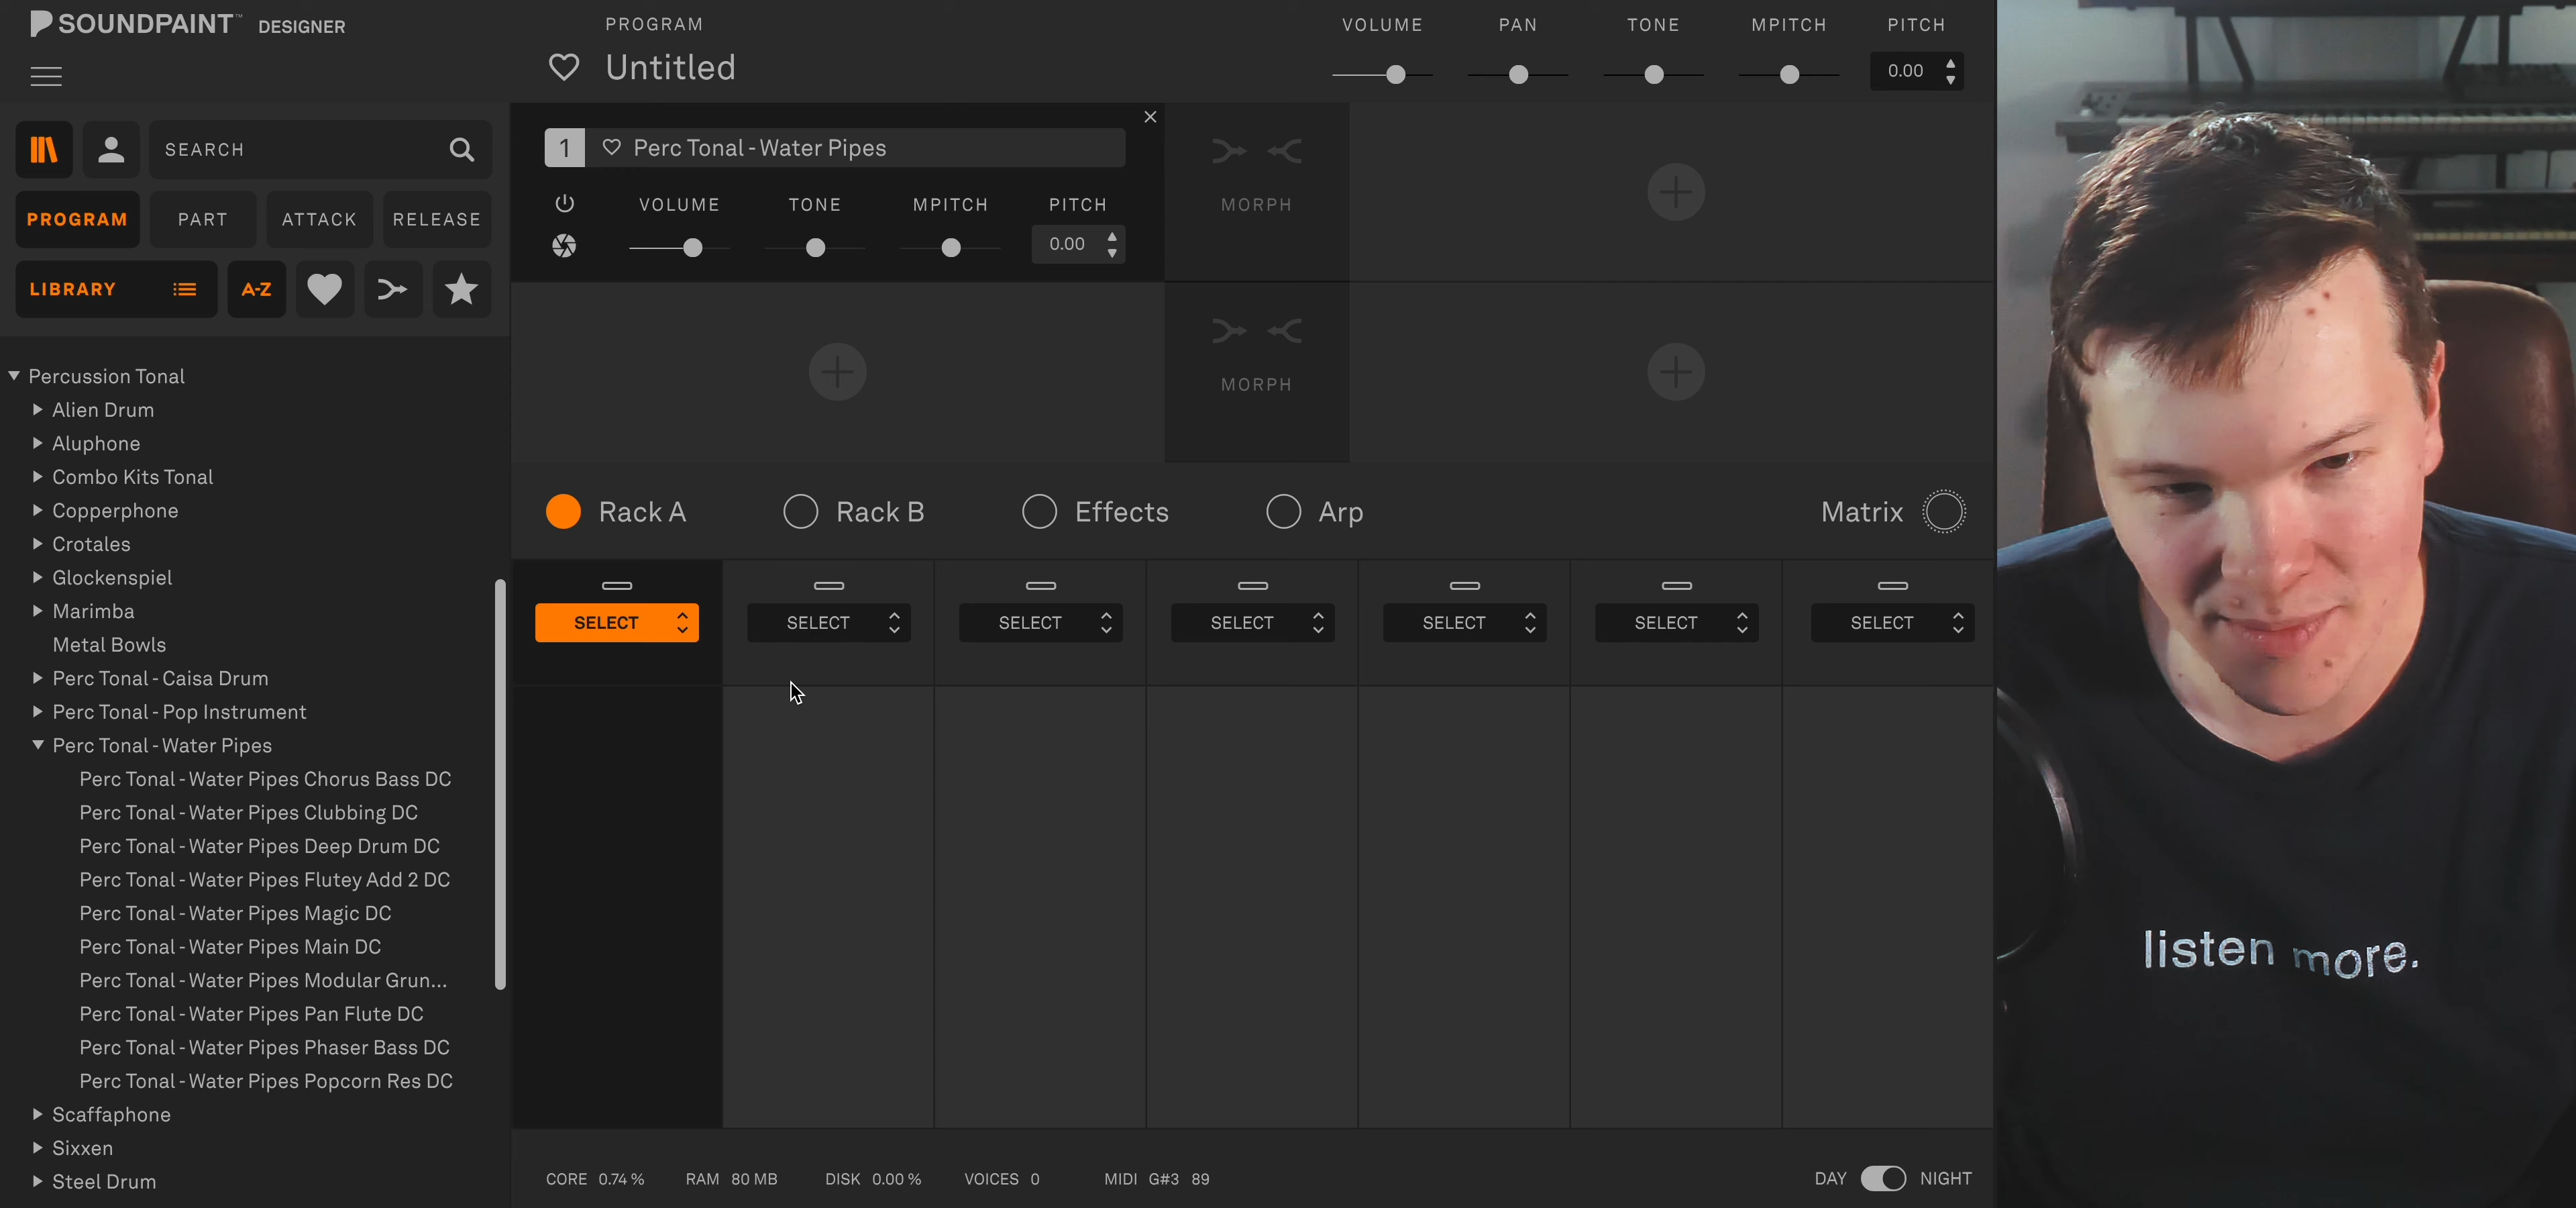 SOUNDPAINT™ DESIGNER
PROGRAM
Untitled
VOLUME
PAN
TONE
MPITCH
PITCH
0.00
SEARCH
PROGRAM
PART
ATTACK
RELEASE
LIBRARY
A-Z
1
Perc Tonal - Water Pipes
VOLUME
TONE
MPITCH
PITCH
0.00
MORPH
MORPH
Percussion Tonal
Alien Drum
Aluphone
Combo Kits Tonal
Copperphone
Crotales
Glockenspiel
Marimba
Metal Bowls
Perc Tonal - Caisa Drum
Perc Tonal - Pop Instrument
Perc Tonal - Water Pipes
Perc Tonal - Water Pipes Chorus Bass DC
Perc Tonal - Water Pipes Clubbing DC
Perc Tonal - Water Pipes Deep Drum DC
Perc Tonal - Water Pipes Flutey Add 2 DC
Perc Tonal - Water Pipes Magic DC
Perc Tonal - Water Pipes Main DC
Perc Tonal - Water Pipes Modular Grun...
Perc Tonal - Water Pipes Pan Flute DC
Perc Tonal - Water Pipes Phaser Bass DC
Perc Tonal - Water Pipes Popcorn Res DC
Scaffaphone
Sixxen
Steel Drum
Rack A
Rack B
Effects
Arp
Matrix
SELECT
SELECT
SELECT
SELECT
SELECT
SELECT
SELECT
CORE 0.74 %
RAM 80 MB
DISK 0.00 %
VOICES 0
MIDI G#3 89
DAY
NIGHT
listen more.